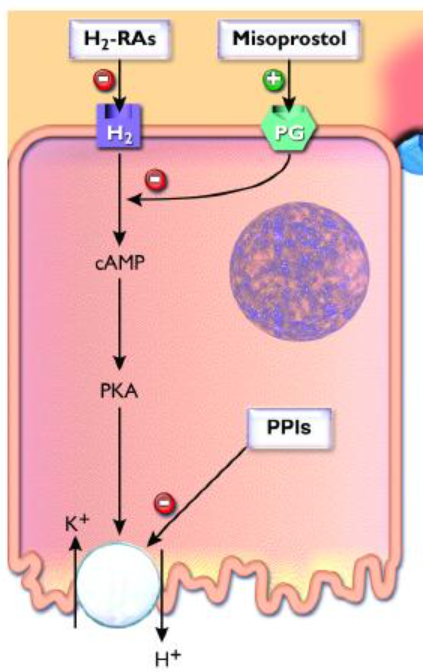 H₂-RAs
Misoprostol
−
+
H₂
PG
−
cAMP
PKA
PPIs
−
K⁺
H⁺